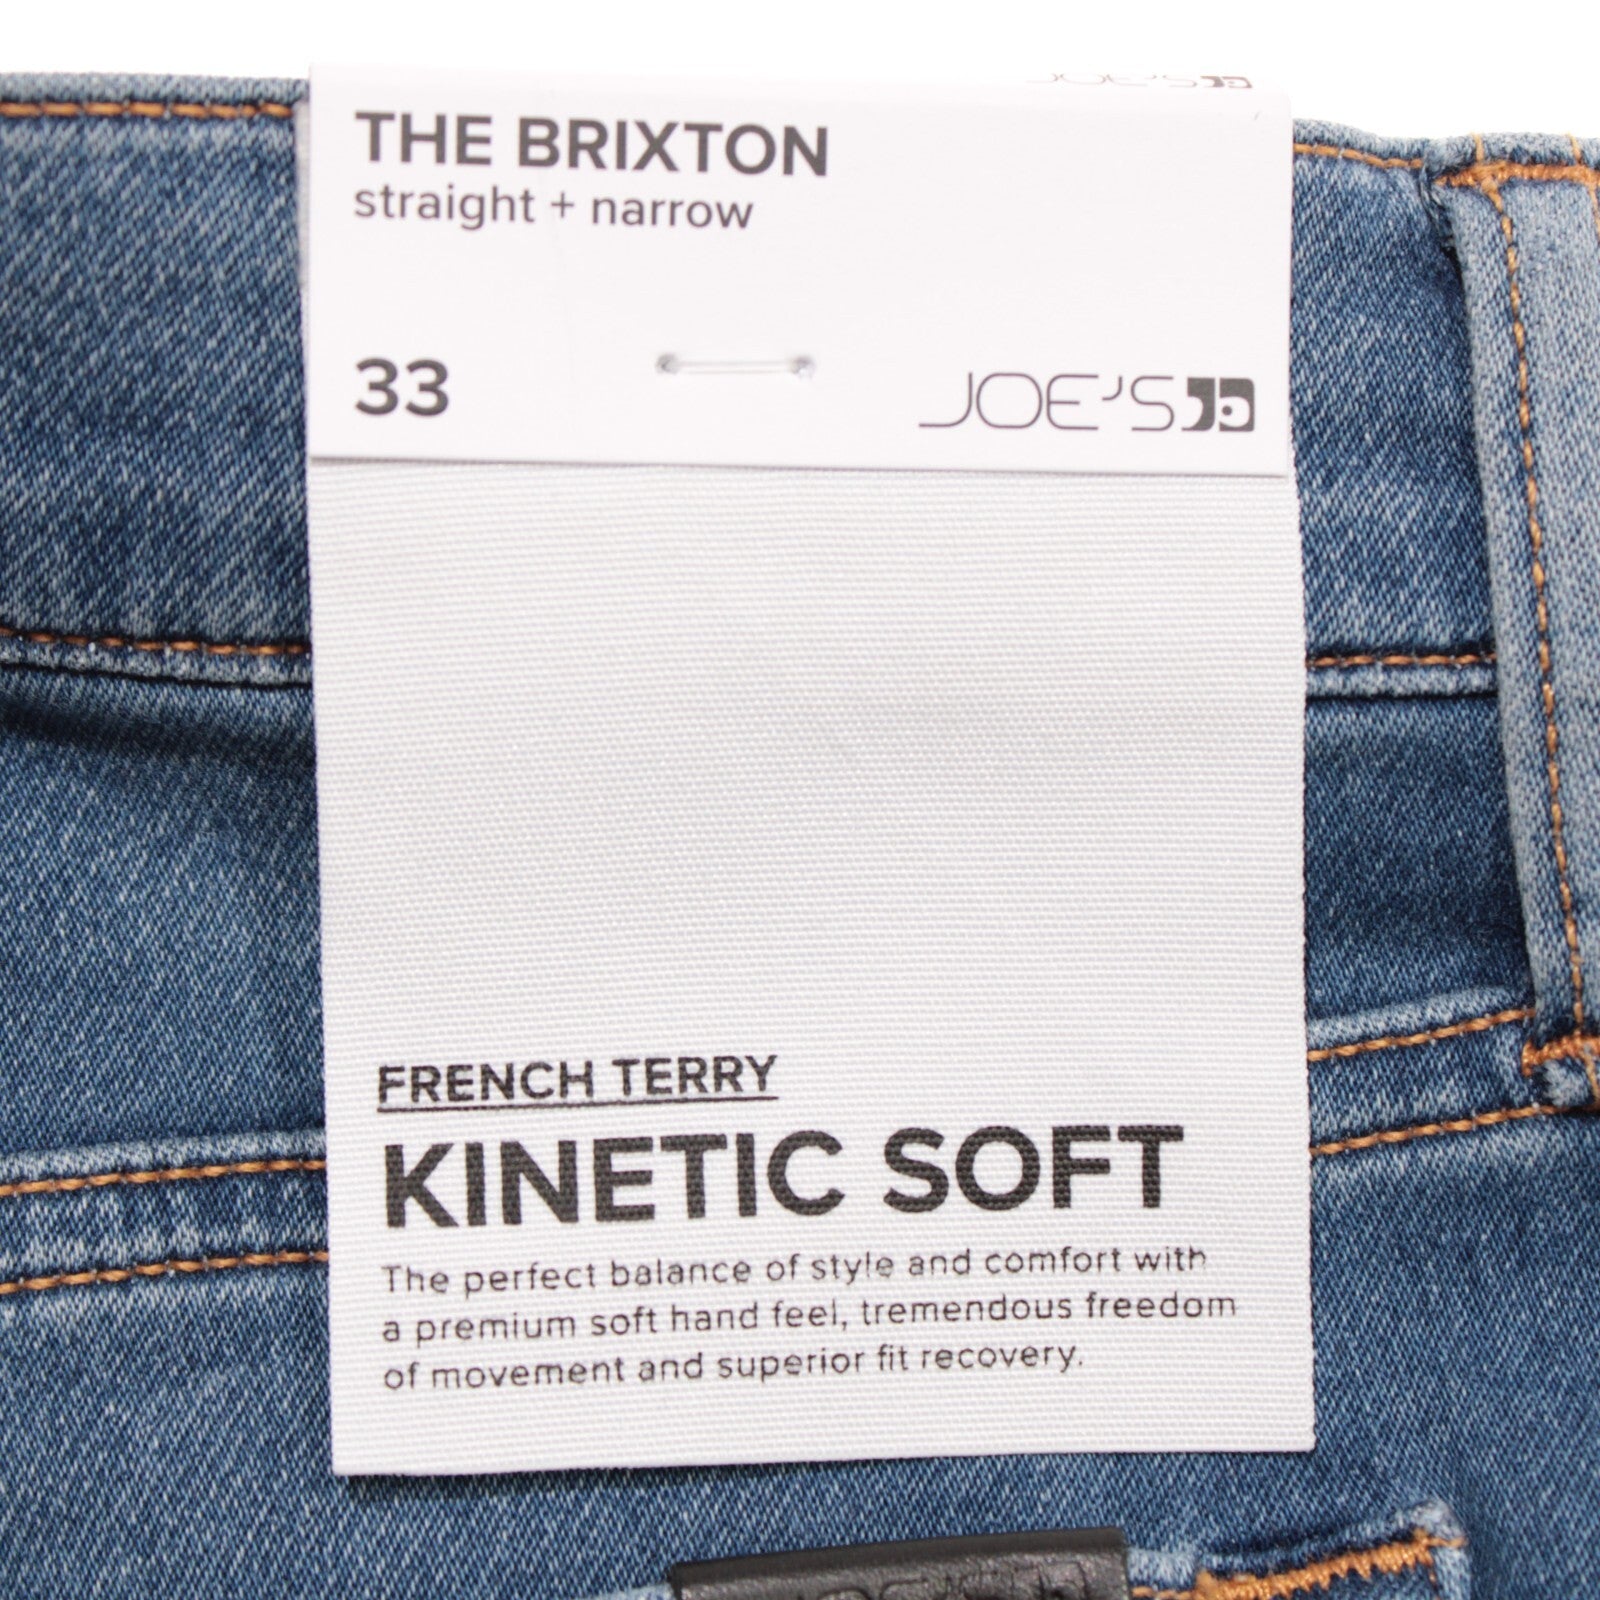 THE BRIXTON
straight + narrow
33
JOE'S
FRENCH TERRY
KINETIC SOFT
The perfect balance of style and comfort with
a premium soft hand feel, tremendous freedom
of movement and superior fit recovery.